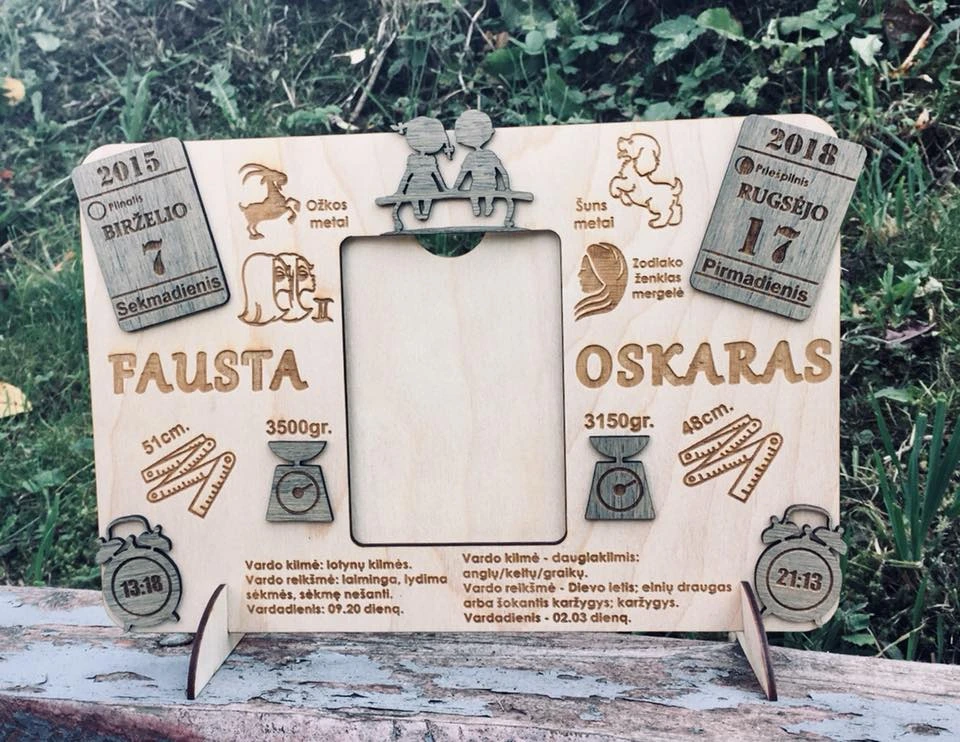 2015
Pilnatis
BIRŽELIO
7
Sekmadienis
Ožkos
metai
II
FAUSTA
51cm.
3500gr.
13:18
Vardo kilmė: lotynų kilmės.
Vardo reikšmė: laiminga, lydima
sėkmės, sėkmę nešanti.
Vardadienis: 09.20 dieną.
Šuns
metai
Zodiako
ženklas
mergelė
2018
Priešpilnis
RUGSĖJO
17
Pirmadienis
OSKARAS
3150gr.
48cm.
21:13
Vardo kilmė - daugiakilmis:
anglų/keltų/graikų.
Vardo reikšmė - Dievo ietis; elnių draugas
arba šokantis karžygys; karžygys.
Vardadienis - 02.03 dieną.